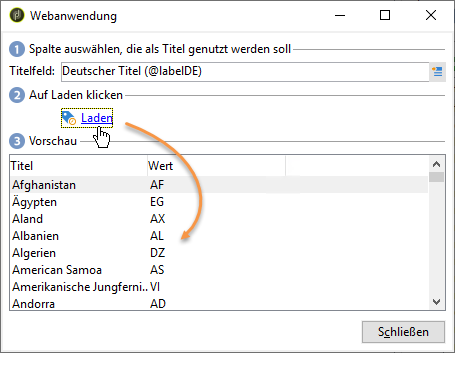 Webanwendung
1 Spalte auswählen, die als Titel genutzt werden soll
Titelfeld: Deutscher Titel (@labelDE)
2 Auf Laden klicken
Laden
3 Vorschau
Titel Wert
Afghanistan AF
Ägypten EG
Aland AX
Albanien AL
Algerien DZ
American Samoa AS
Amerikanische Jungferni... VI
Andorra AD
Schließen